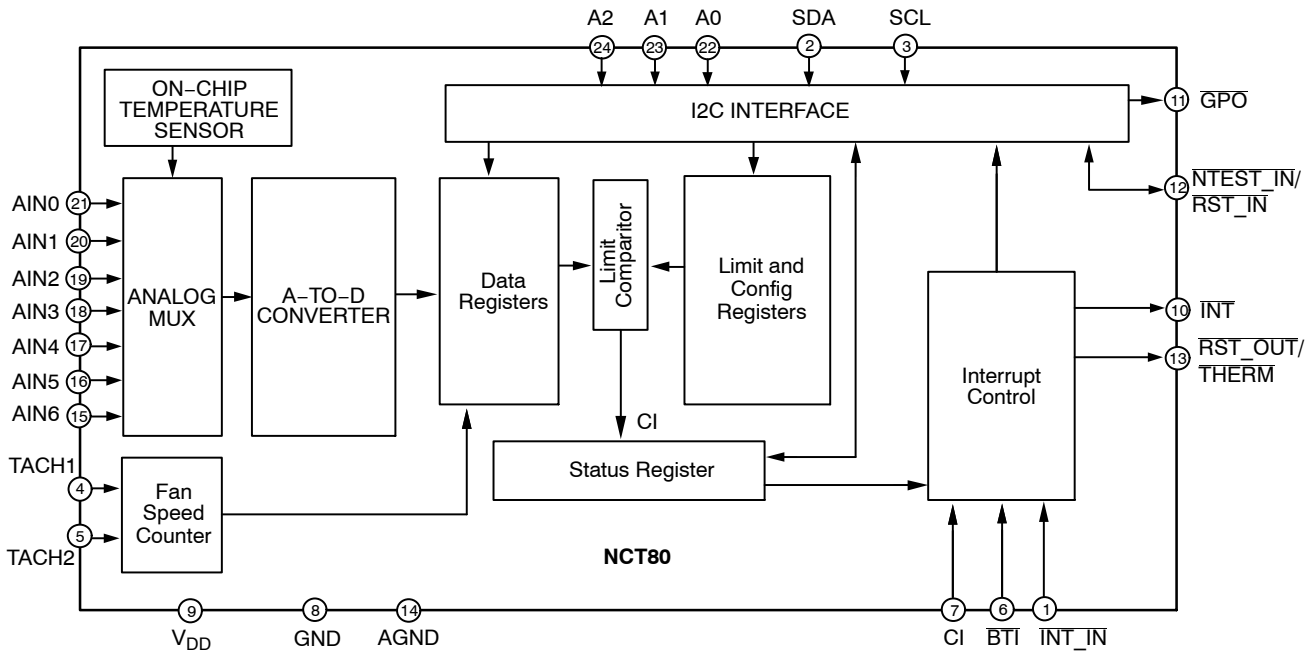 A2 A1 A0 SDA SCL
24 23 22 2 3
ON−CHIP
TEMPERATURE
SENSOR
I2C INTERFACE
11 GPO
12 NTEST_IN/
RST_IN
AIN0 21
AIN1 20
AIN2 19
AIN3 18
AIN4 17
AIN5 16
AIN6 15
ANALOG
MUX
A−TO−D
CONVERTER
Data
Registers
Limit
Comparitor
Limit and
Config
Registers
Interrupt
Control
10 INT
13 RST_OUT/
THERM
CI
Status Register
TACH1
4
5
TACH2
Fan
Speed
Counter
NCT80
9 8 14 7 6 1
VDD GND AGND CI BTI INT_IN